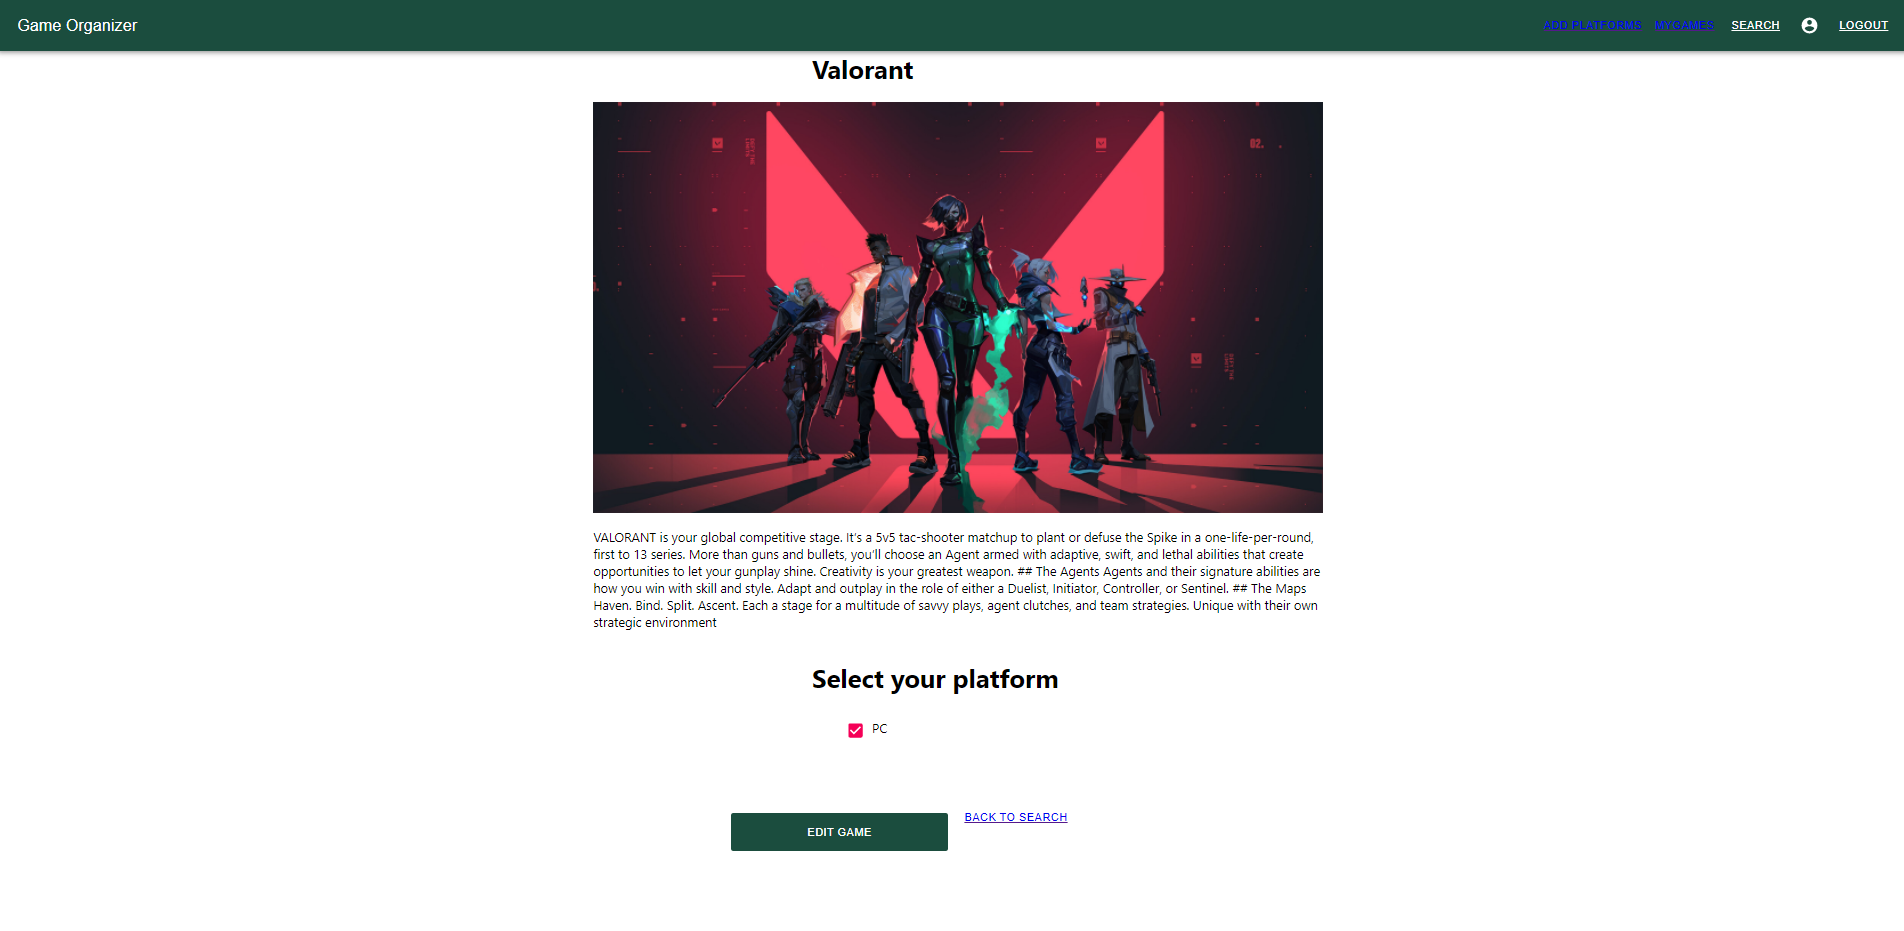 Game Organizer
ADD PLATFORMS MYGAMES SEARCH LOGOUT
Valorant
02.
VALORANT is your global competitive stage. It's a 5v5 tac-shooter matchup to plant or defuse the Spike in a one-life-per-round,
first to 13 series. More than guns and bullets, you'll choose an Agent armed with adaptive, swift, and lethal abilities that create
opportunities to let your gunplay shine. Creativity is your greatest weapon. ## The Agents Agents and their signature abilities are
how you win with skill and style. Adapt and outplay in the role of either a Duelist, Initiator, Controller, or Sentinel. ## The Maps
Haven. Bind. Split. Ascent. Each a stage for a multitude of savvy plays, agent clutches, and team strategies. Unique with their own
strategic environment
Select your platform
PC
EDIT GAME
BACK TO SEARCH